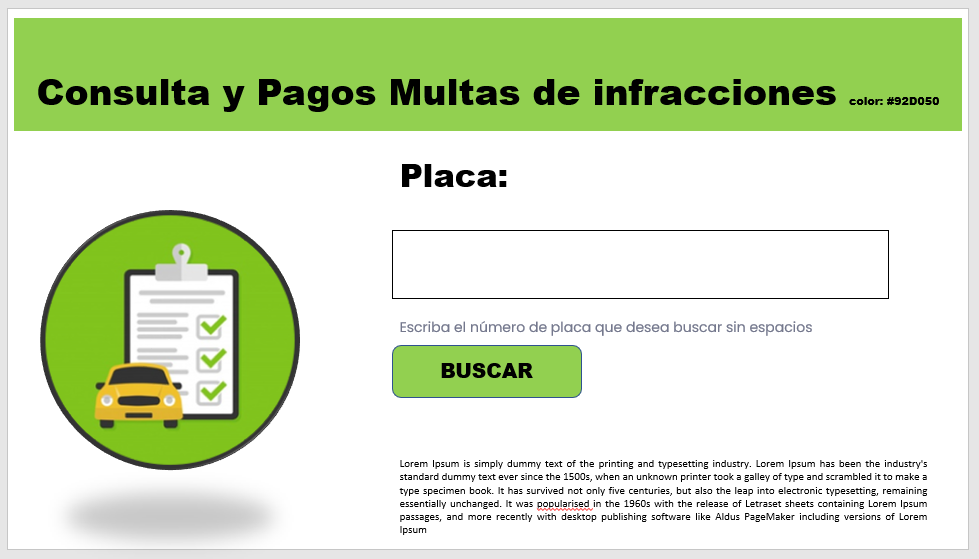 Consulta y Pagos Multas de infracciones color: #92D050
Placa:
Escriba el número de placa que desea buscar sin espacios
BUSCAR
Lorem Ipsum is simply dummy text of the printing and typesetting industry. Lorem Ipsum has been the industry's
standard dummy text ever since the 1500s, when an unknown printer took a galley of type and scrambled it to make a
type specimen book. It has survived not only five centuries, but also the leap into electronic typesetting, remaining
essentially unchanged. It was popularised in the 1960s with the release of Letraset sheets containing Lorem Ipsum
passages, and more recently with desktop publishing software like Aldus PageMaker including versions of Lorem
Ipsum